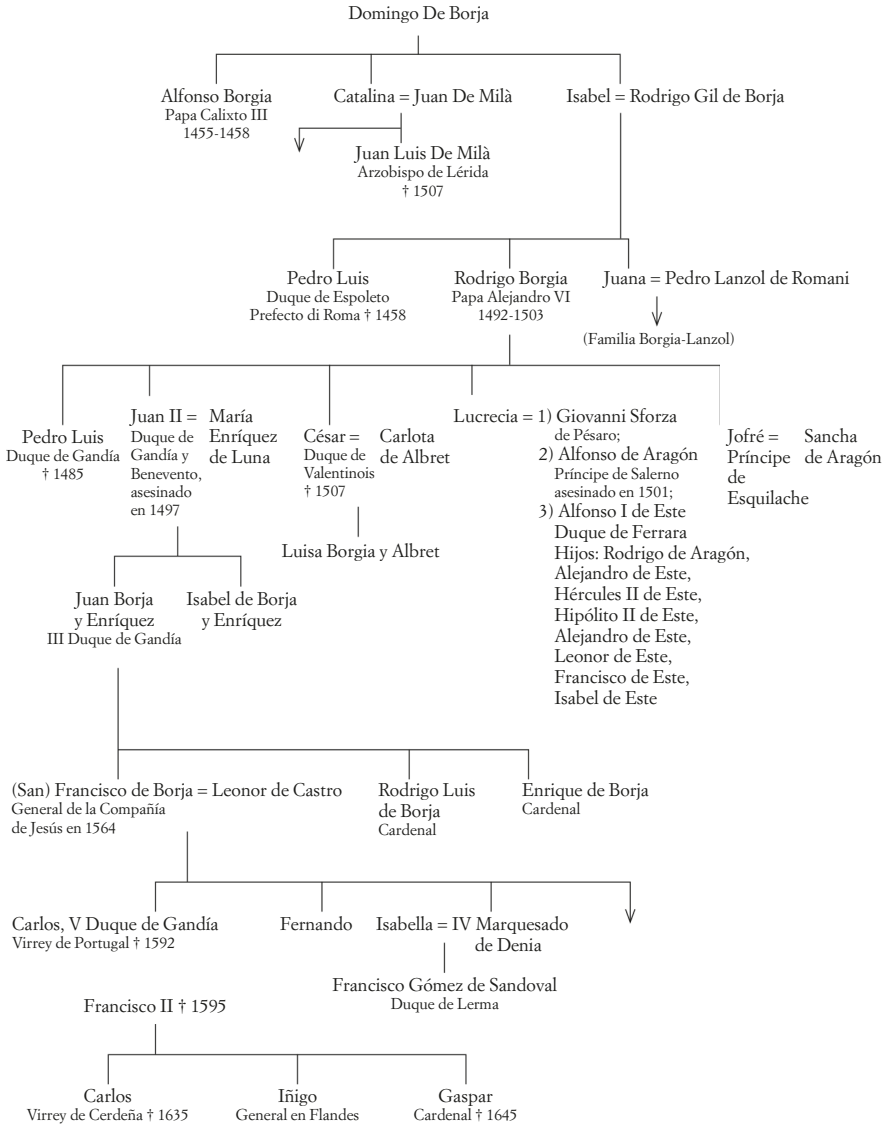 Domingo De Borja
Alfonso Borgia
Papa Calixto III
1455-1458
Catalina = Juan De Milà
Juan Luis De Milà
Arzobispo de Lérida
† 1507
Isabel = Rodrigo Gil de Borja
Pedro Luis
Duque de Espoleto
Prefecto di Roma † 1458
Rodrigo Borgia
Papa Alejandro VI
1492-1503
Juana = Pedro Lanzol de Romani
(Familia Borgia-Lanzol)
Pedro Luis
Duque de Gandía
† 1485
Juan II =
Duque de
Gandía y
Benevento,
asesinado
en 1497
María
Enríquez
de Luna
César =
Duque de
Valentinois
† 1507
Carlota
de Albret
Lucrecia = 1) Giovanni Sforza
de Pésaro;
2) Alfonso de Aragón
Príncipe de Salerno
asesinado en 1501;
3) Alfonso I de Este
Duque de Ferrara
Hijos: Rodrigo de Aragón,
Alejandro de Este,
Hércules II de Este,
Hipólito II de Este,
Alejandro de Este,
Leonor de Este,
Francisco de Este,
Isabel de Este
Jofré =
Príncipe
de
Esquilache
Sancha
de Aragón
Luisa Borgia y Albret
Juan Borja
y Enríquez
III Duque de Gandía
Isabel de Borja
y Enríquez
(San) Francisco de Borja = Leonor de Castro
General de la Compañía
de Jesús en 1564
Rodrigo Luis
de Borja
Cardenal
Enrique de Borja
Cardenal
Carlos, V Duque de Gandía
Virrey de Portugal † 1592
Fernando
Isabella = IV Marquesado
de Denia
Francisco Gómez de Sandoval
Duque de Lerma
Francisco II † 1595
Carlos
Virrey de Cerdeña † 1635
Iñigo
General en Flandes
Gaspar
Cardenal † 1645